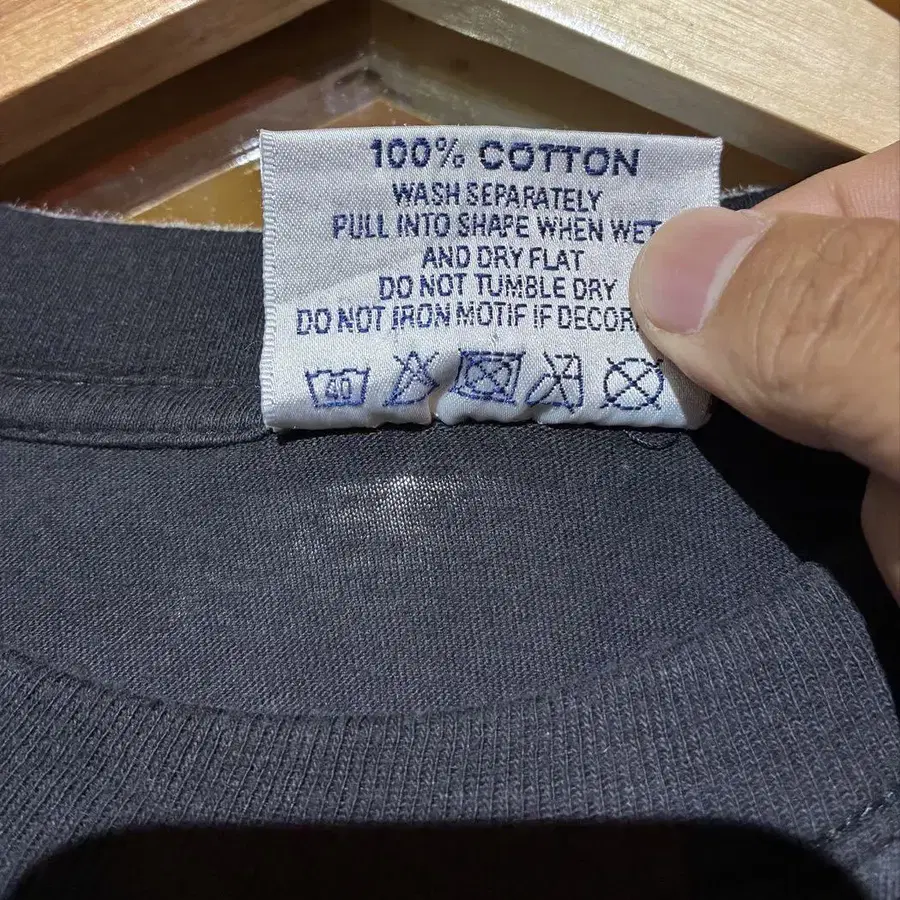 100% COTTON
WASH SEPARATELY
PULL INTO SHAPE WHEN WET
AND DRY FLAT
DO NOT TUMBLE DRY
DO NOT IRON MOTIF IF
40